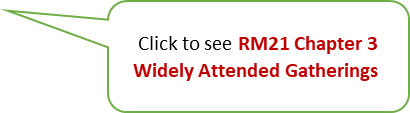 Click to see RM21 Chapter 3
Widely Attended Gatherings